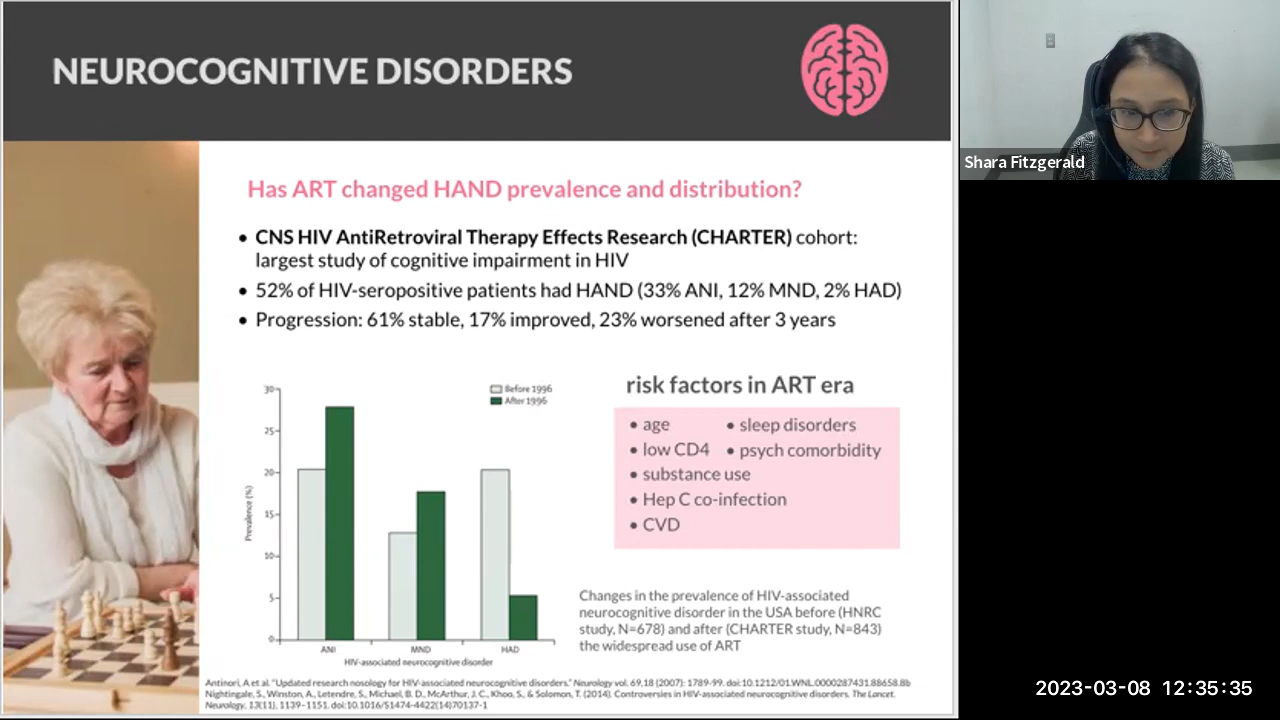 NEUROCOGNITIVE DISORDERS
Shara Fitzgerald
Has ART changed HAND prevalence and distribution?
• CNS HIV AntiRetroviral Therapy Effects Research (CHARTER) cohort:
largest study of cognitive impairment in HIV
• 52% of HIV-seropositive patients had HAND (33% ANI, 12% MND, 2% HAD)
• Progression: 61% stable, 17% improved, 23% worsened after 3 years
Before 1996
After 1996
Prevalence (%)
30
25
20
15
10
5
0
ANI MND HAD
HIV-associated neurocognitive disorder
risk factors in ART era
• age
• low CD4
• substance use
• Hep C co-infection
• CVD
• sleep disorders
• psych comorbidity
Changes in the prevalence of HIV-associated
neurocognitive disorder in the USA before (HNRC
study, N=678) and after (CHARTER study, N=843)
the widespread use of ART
Antinori, A et al. "Updated research nosology for HIV-associated neurocognitive disorders." Neurology vol. 69,18 (2007): 1789-99. doi:10.1212/01.WNL.0000287431.88658.8b
Nightingale, S., Winston, A., Letendre, S., Michael, B. D., McArthur, J. C., Khoo, S., & Solomon, T. (2014). Controversies in HIV-associated neurocognitive disorders. The Lancet.
Neurology, 13(11), 1139–1151. doi:10.1016/S1474-4422(14)70137-1
2023-03-08 12:35:35